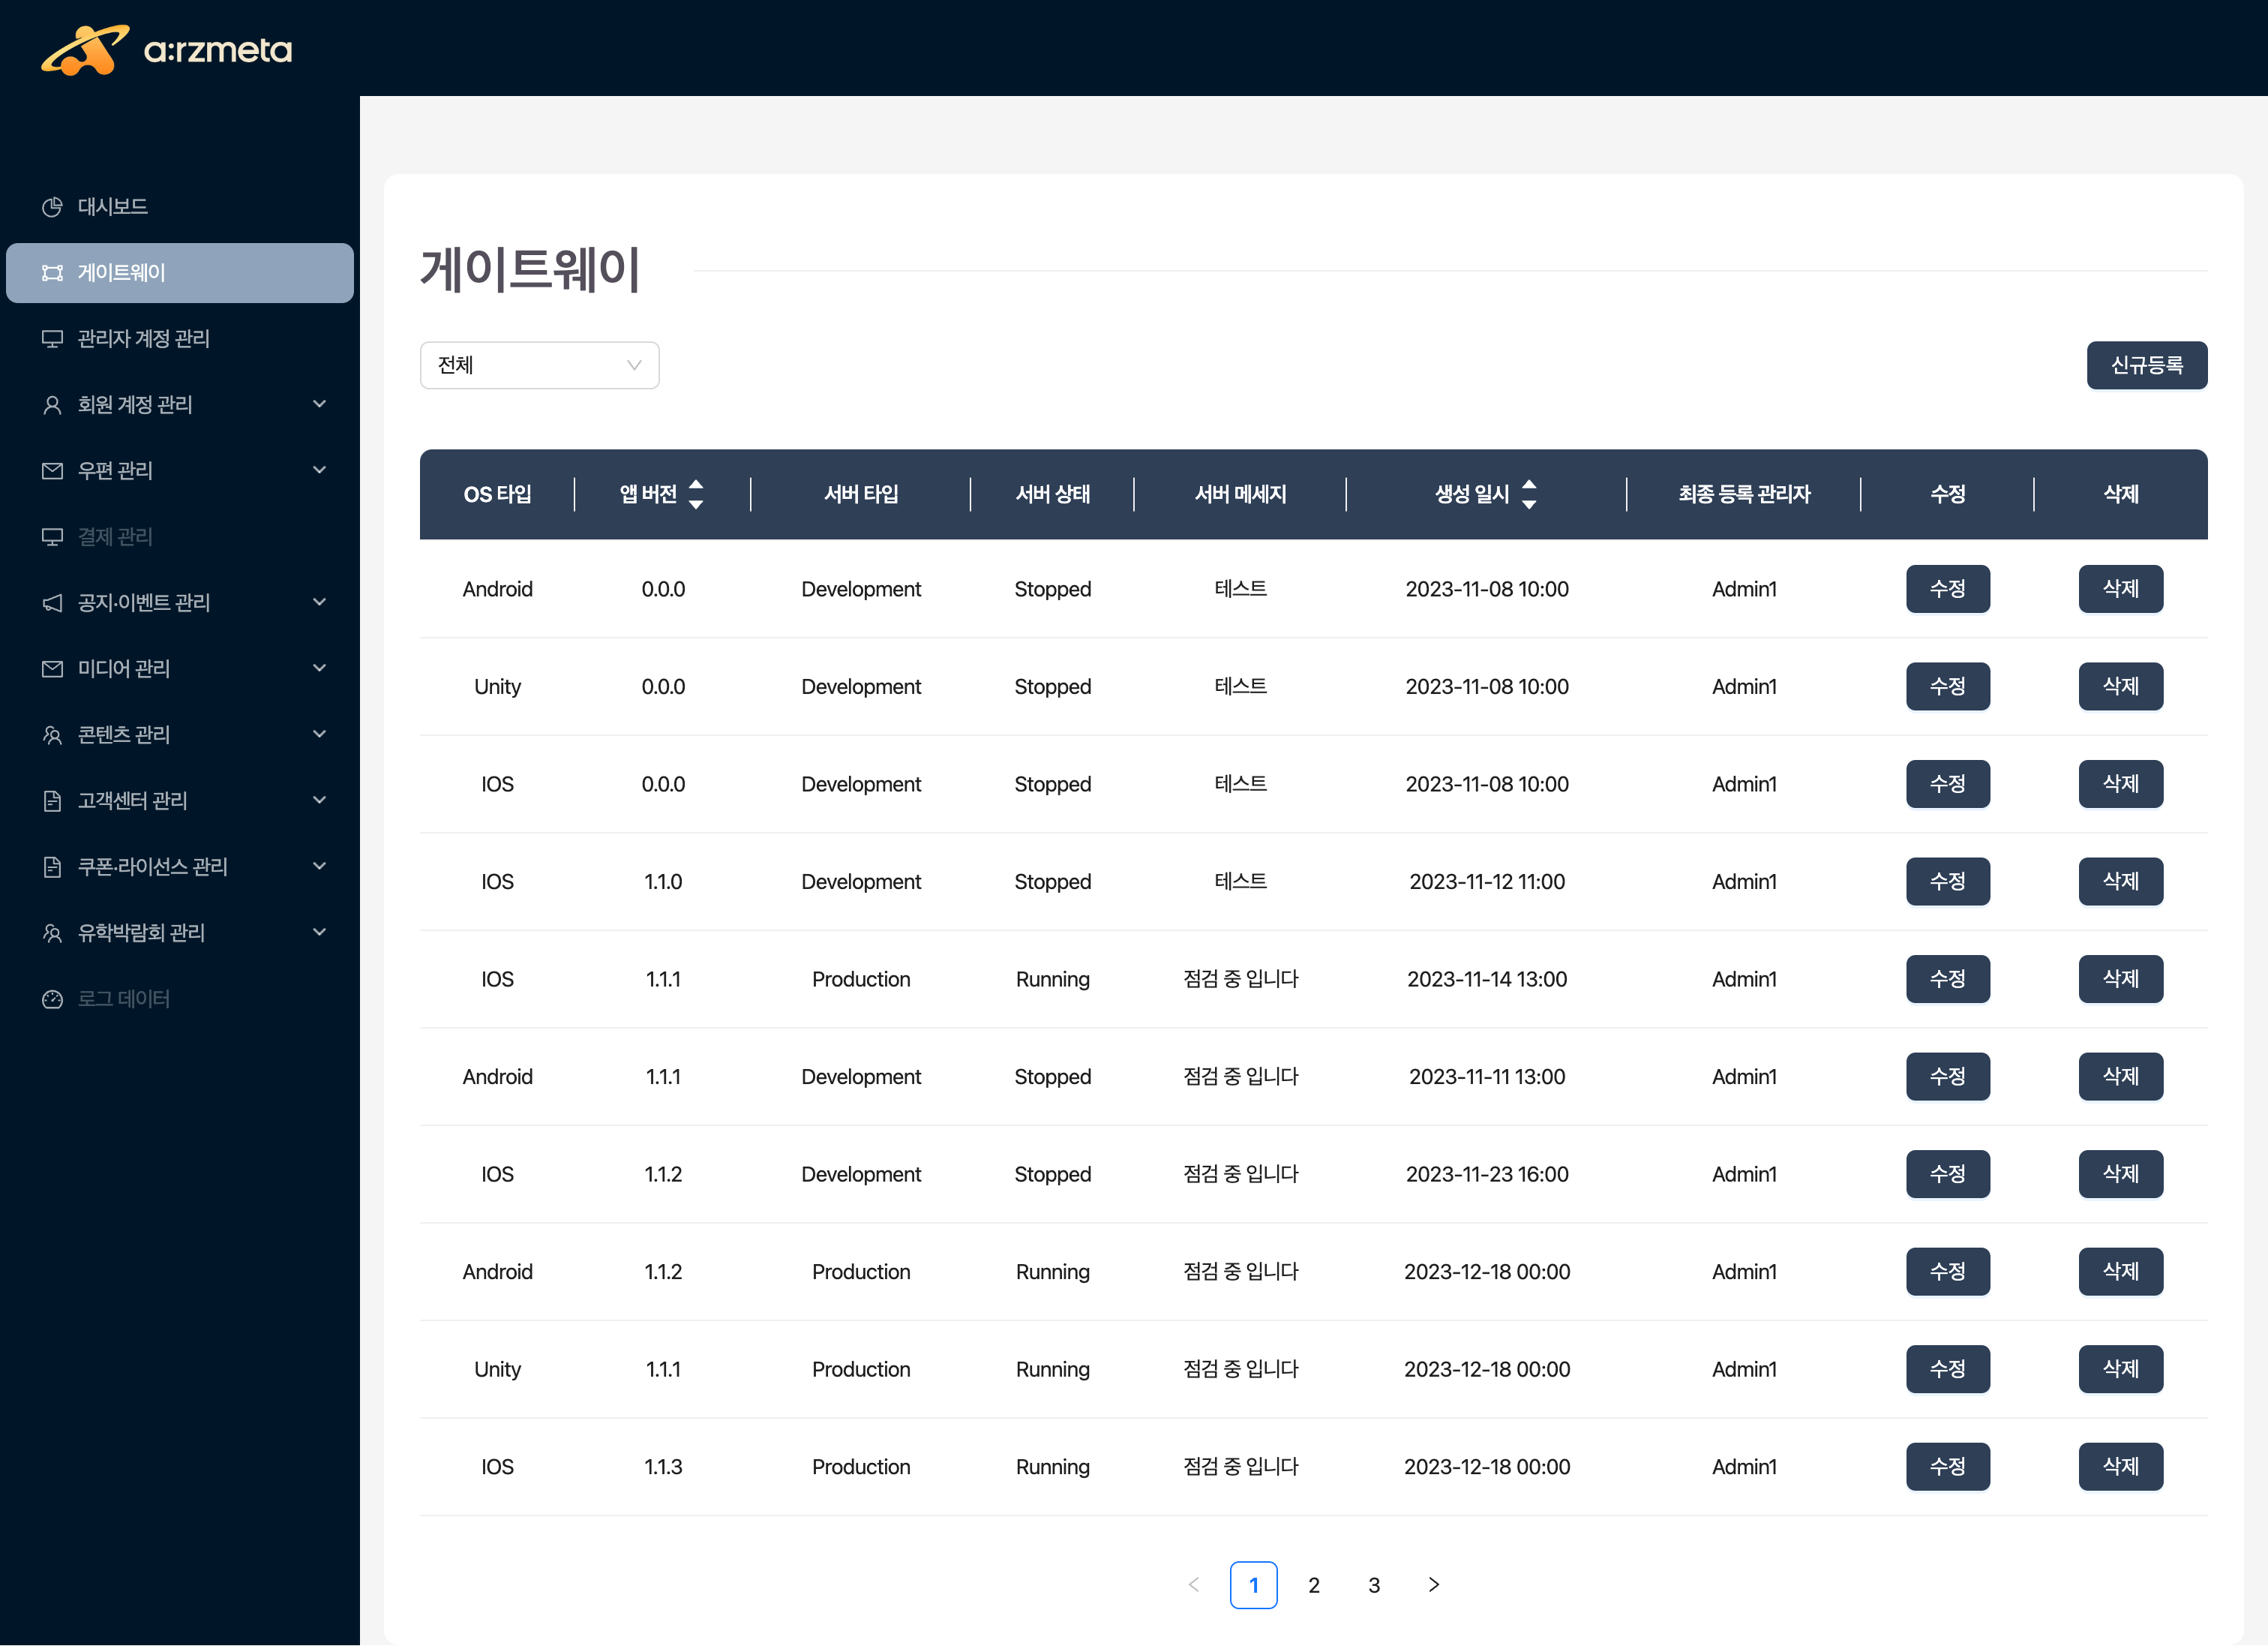 a:rzmeta
대시보드
게이트웨이
관리자 계정 관리
회원 계정 관리
우편 관리
결제 관리
공지·이벤트 관리
미디어 관리
콘텐츠 관리
고객센터 관리
쿠폰·라이선스 관리
유학박람회 관리
로그 데이터
게이트웨이
전체
신규등록
OS 타입 앱 버전 서버 타입 서버 상태 서버 메세지 생성 일시 최종 등록 관리자 수정 삭제
Android 0.0.0 Development Stopped 테스트 2023-11-08 10:00 Admin1 수정 삭제
Unity 0.0.0 Development Stopped 테스트 2023-11-08 10:00 Admin1 수정 삭제
IOS 0.0.0 Development Stopped 테스트 2023-11-08 10:00 Admin1 수정 삭제
IOS 1.1.0 Development Stopped 테스트 2023-11-12 11:00 Admin1 수정 삭제
IOS 1.1.1 Production Running 점검 중 입니다 2023-11-14 13:00 Admin1 수정 삭제
Android 1.1.1 Development Stopped 점검 중 입니다 2023-11-11 13:00 Admin1 수정 삭제
IOS 1.1.2 Development Stopped 점검 중 입니다 2023-11-23 16:00 Admin1 수정 삭제
Android 1.1.2 Production Running 점검 중 입니다 2023-12-18 00:00 Admin1 수정 삭제
Unity 1.1.1 Production Running 점검 중 입니다 2023-12-18 00:00 Admin1 수정 삭제
IOS 1.1.3 Production Running 점검 중 입니다 2023-12-18 00:00 Admin1 수정 삭제
1 2 3